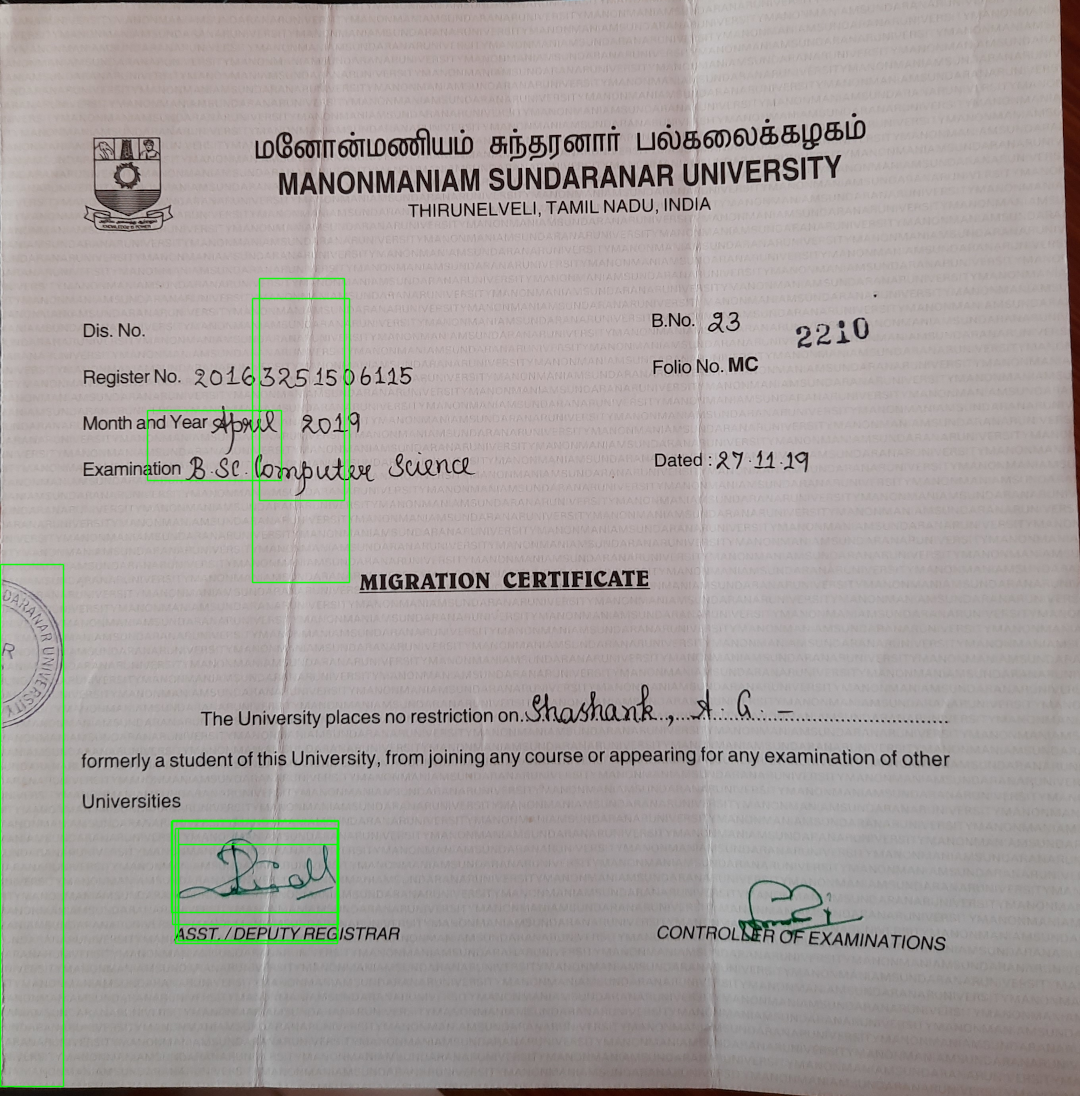 மனோன்மணியம் சுந்தரனார் பல்கலைக்கழகம்
MANONMANIAM SUNDARANAR UNIVERSITY
THIRUNELVELI, TAMIL NADU, INDIA
KNOWLEDGE IS POWER
Dis. No.
B.No. 23 2210
Register No. 20163251506115
Folio No. MC
Month and Year April 2019
Examination B.Sc. Computer Science
Dated : 27.11.19
MIGRATION CERTIFICATE
DARANAR UNIVERSITY
The University places no restriction on Shashank, A. G. –
formerly a student of this University, from joining any course or appearing for any examination of other
Universities
ASST. / DEPUTY REGISTRAR
CONTROLLER OF EXAMINATIONS